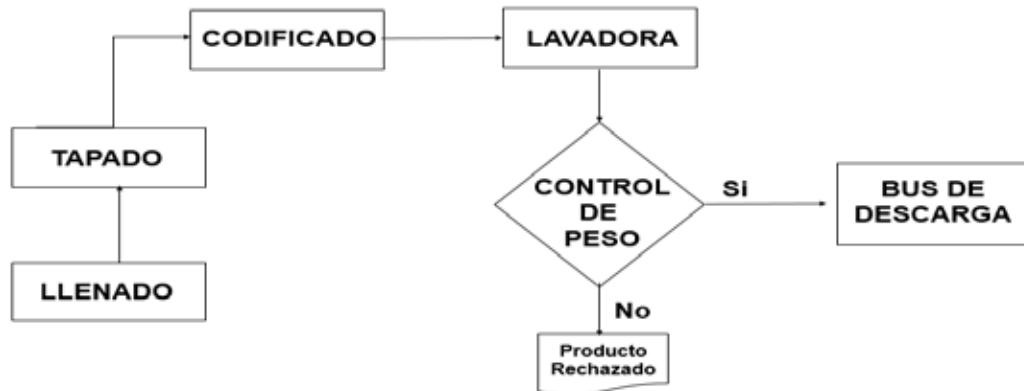 CODIFICADO
LAVADORA
TAPADO
LLENADO
CONTROL
DE
PESO
Si
BUS DE
DESCARGA
No
Producto
Rechazado